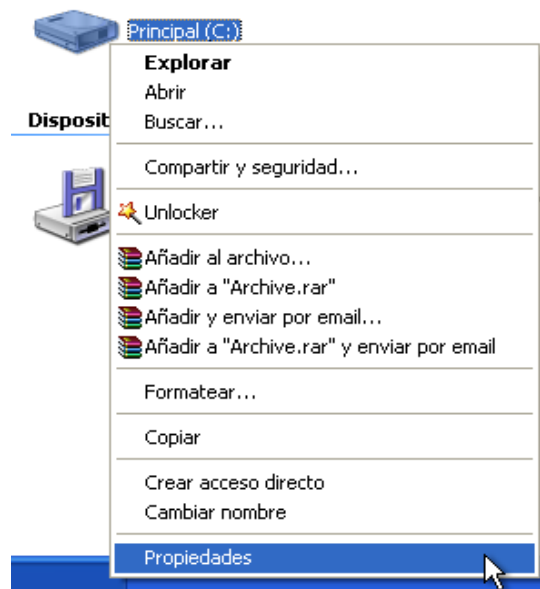 Principal (C:)
Explorar
Abrir
Disposit
Buscar...
Compartir y seguridad...
Unlocker
Añadir al archivo...
Añadir a "Archive.rar"
Añadir y enviar por email...
Añadir a "Archive.rar" y enviar por email
Formatear...
Copiar
Crear acceso directo
Cambiar nombre
Propiedades